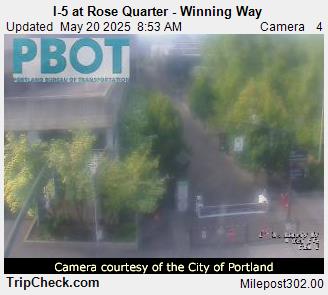 I-5 at Rose Quarter - Winning Way
Updated May 20 2025 8:53 AM Camera 4
PBOT
PORTLAND BUREAU OF TRANSPORTATION
Camera courtesy of the City of Portland
TripCheck.com Milepost302.00